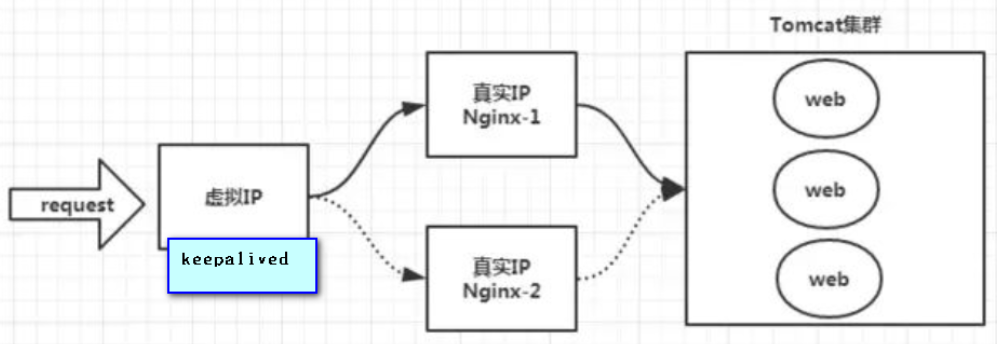 Tomcat集群
request
虚拟IP
keepalived
真实IP
Nginx-1
真实IP
Nginx-2
web
web
web